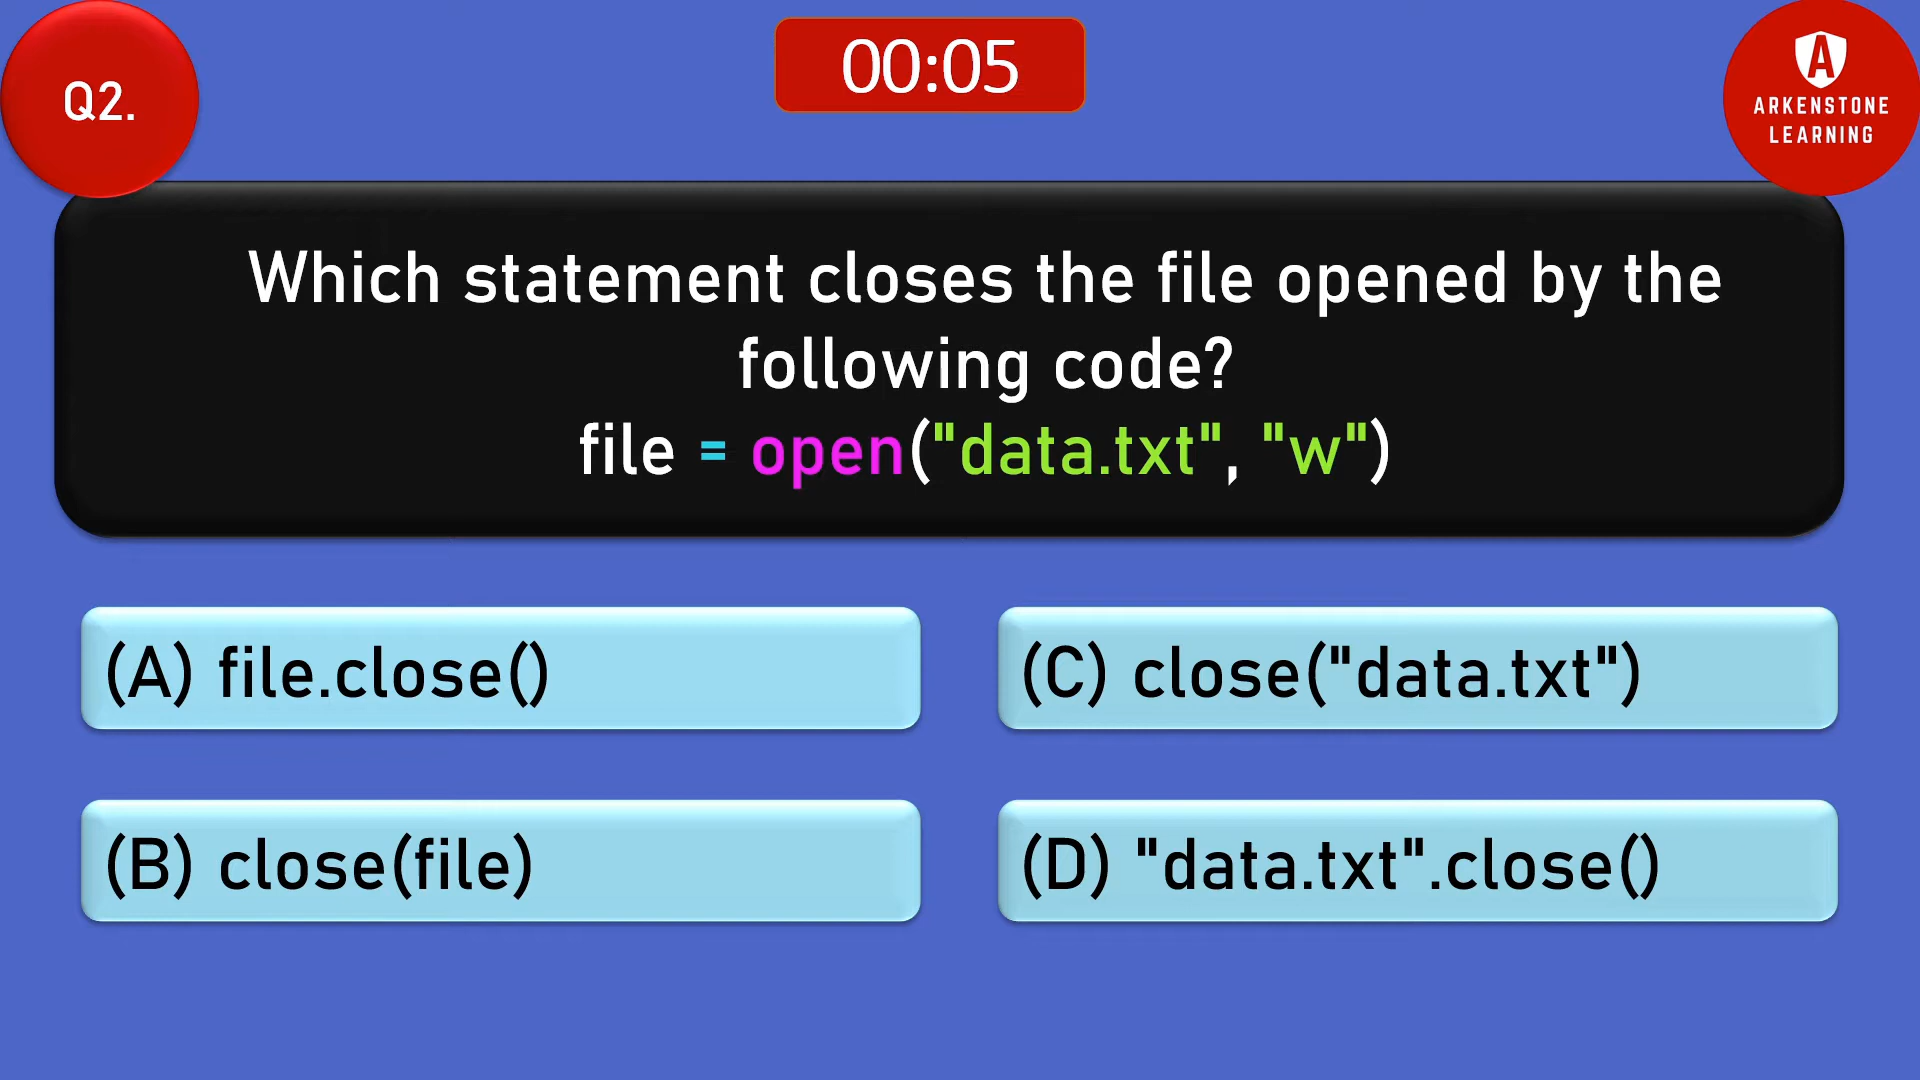 Q2.
00:05
A
ARKENSTONE
LEARNING
Which statement closes the file opened by the
following code?
file = open("data.txt", "w")
(A) file.close()
(C) close("data.txt")
(B) close(file)
(D) "data.txt".close()